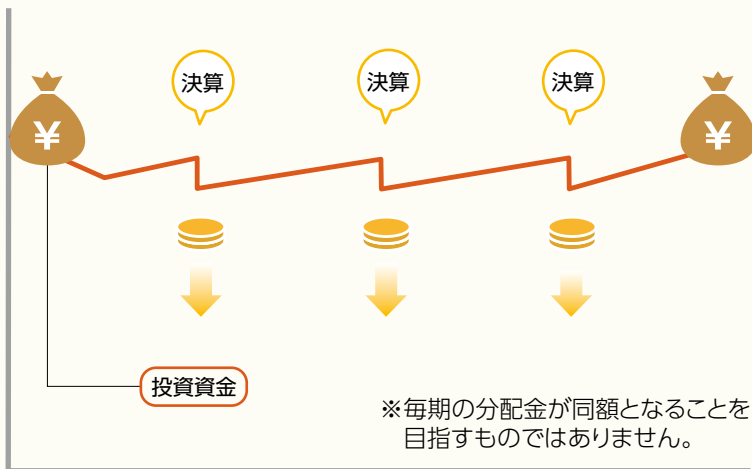 決算
決算
決算
¥
¥
投資資金
※毎期の分配金が同額となることを
目指すものではありません。